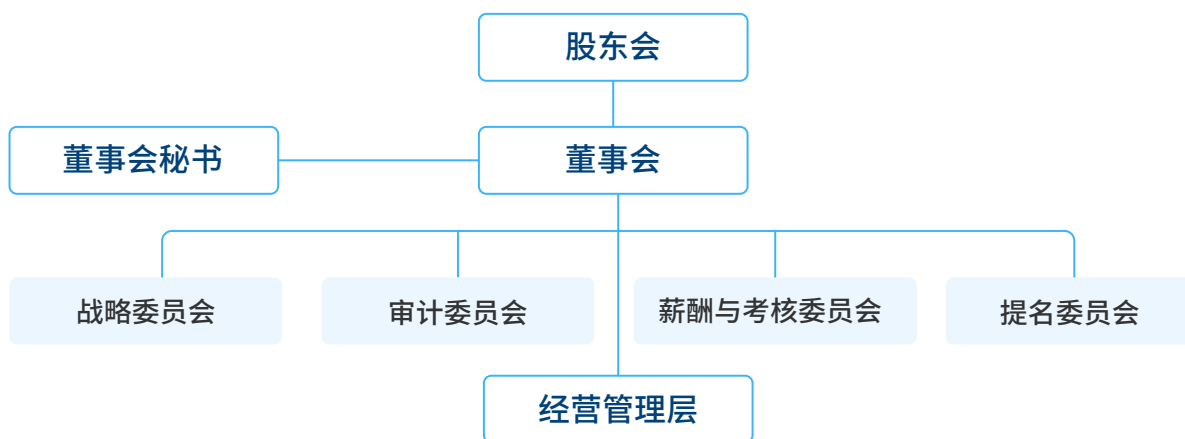 股东会
董事会秘书
董事会
战略委员会
审计委员会
薪酬与考核委员会
提名委员会
经营管理层